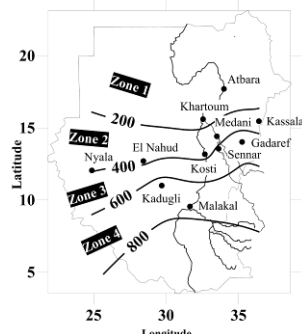 20
Zone 1
Atbara
Khartoum
200
Kassala
Medani
15
Zone 2
El Nahud
Gadaref
Nyala
400
Sennar
Kosti
Latitude
Zone 3
600
Kadugli
10
Malakal
Zone 4
800
5
25
30
35
Longitude